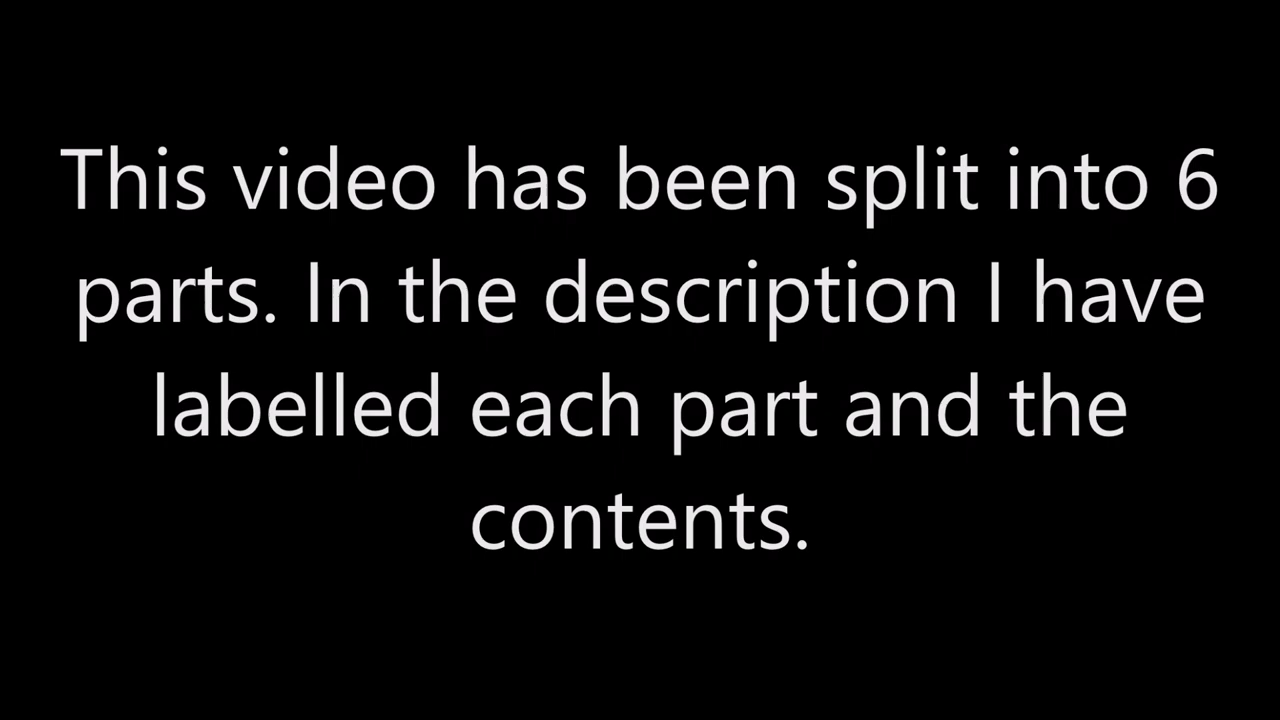 This video has been split into 6
parts. In the description I have
labelled each part and the
contents.